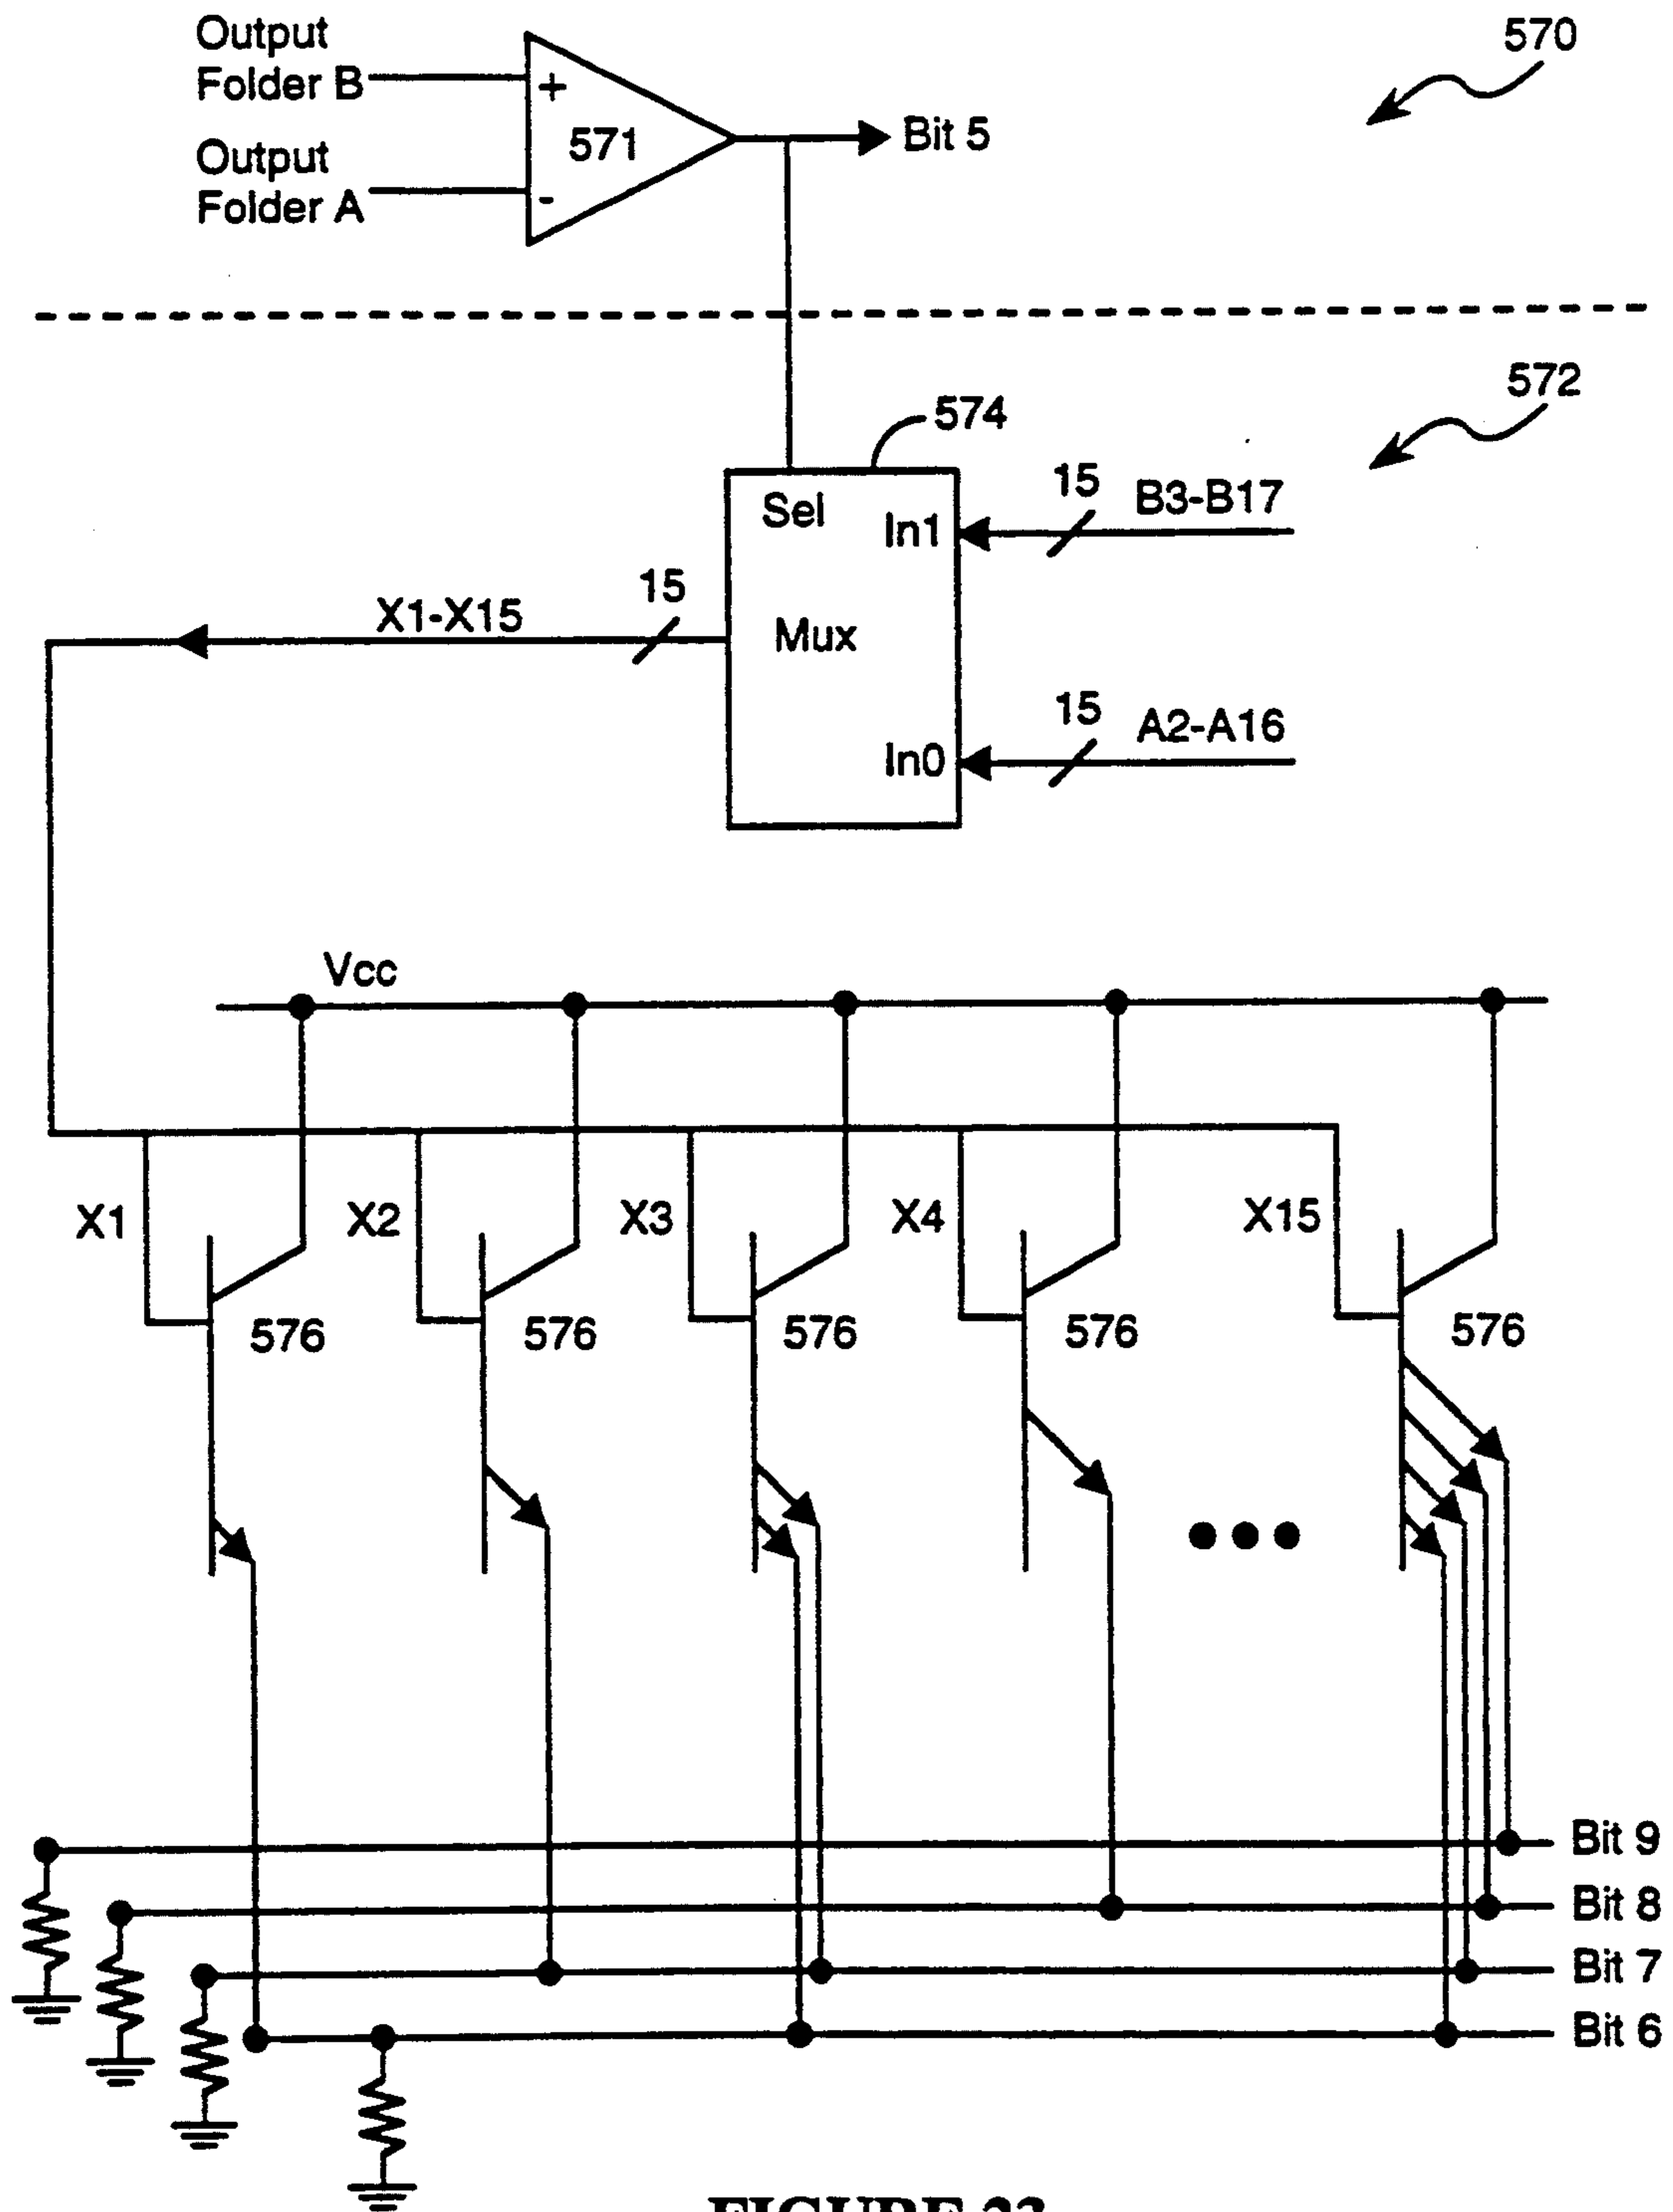 Output
Folder B
+
571
Output
Folder A
-
Bit 5
570
572
574
Sel
In1
15
B3-B17
X1-X15
15
Mux
15
A2-A16
In0
Vcc
X1
X2
X3
X4
X15
576
576
576
576
576
Bit 9
Bit 8
Bit 7
Bit 6
FIGURE 23